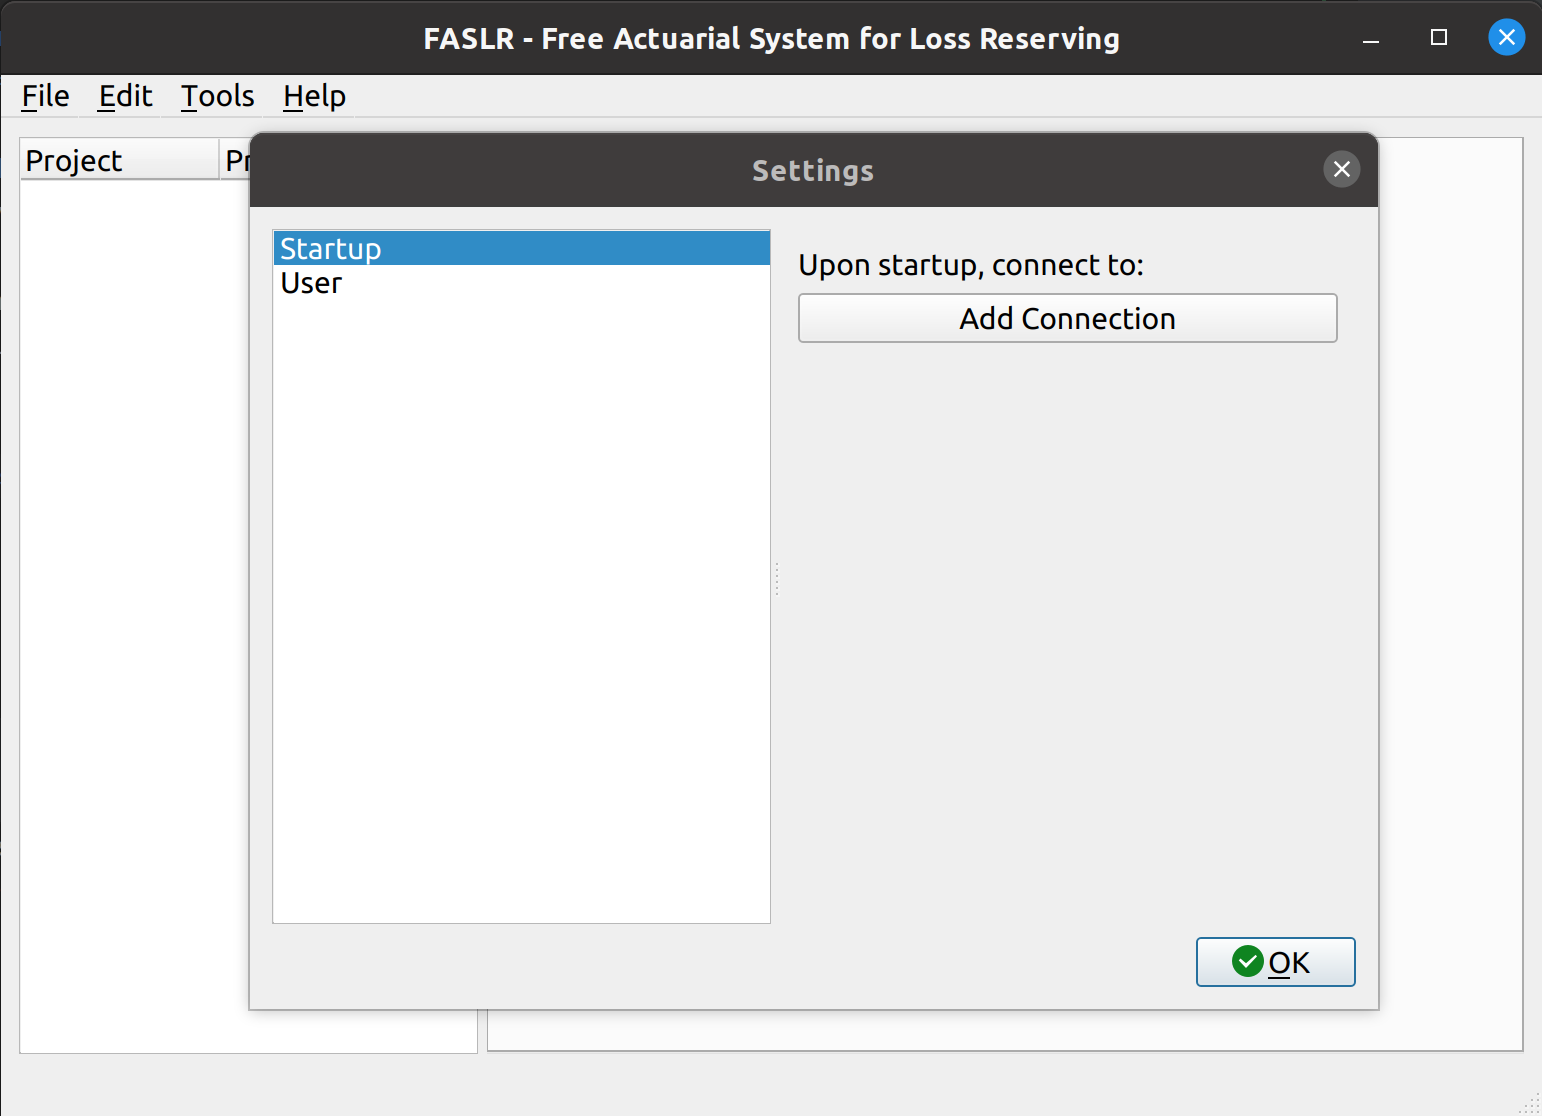 FASLR - Free Actuarial System for Loss Reserving
File Edit Tools Help
Project Pr
Settings
Startup
User
Upon startup, connect to:
Add Connection
OK